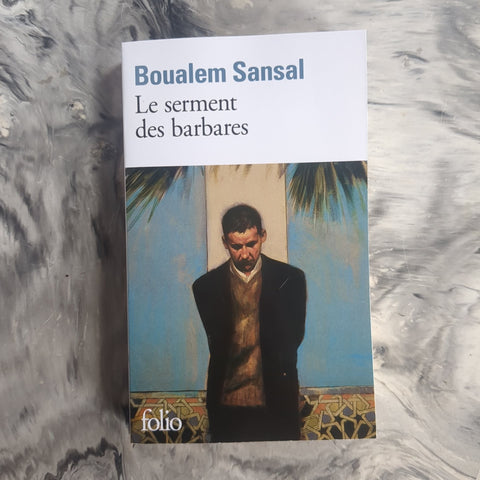 Boualem Sansal
Le serment
des barbares
folio